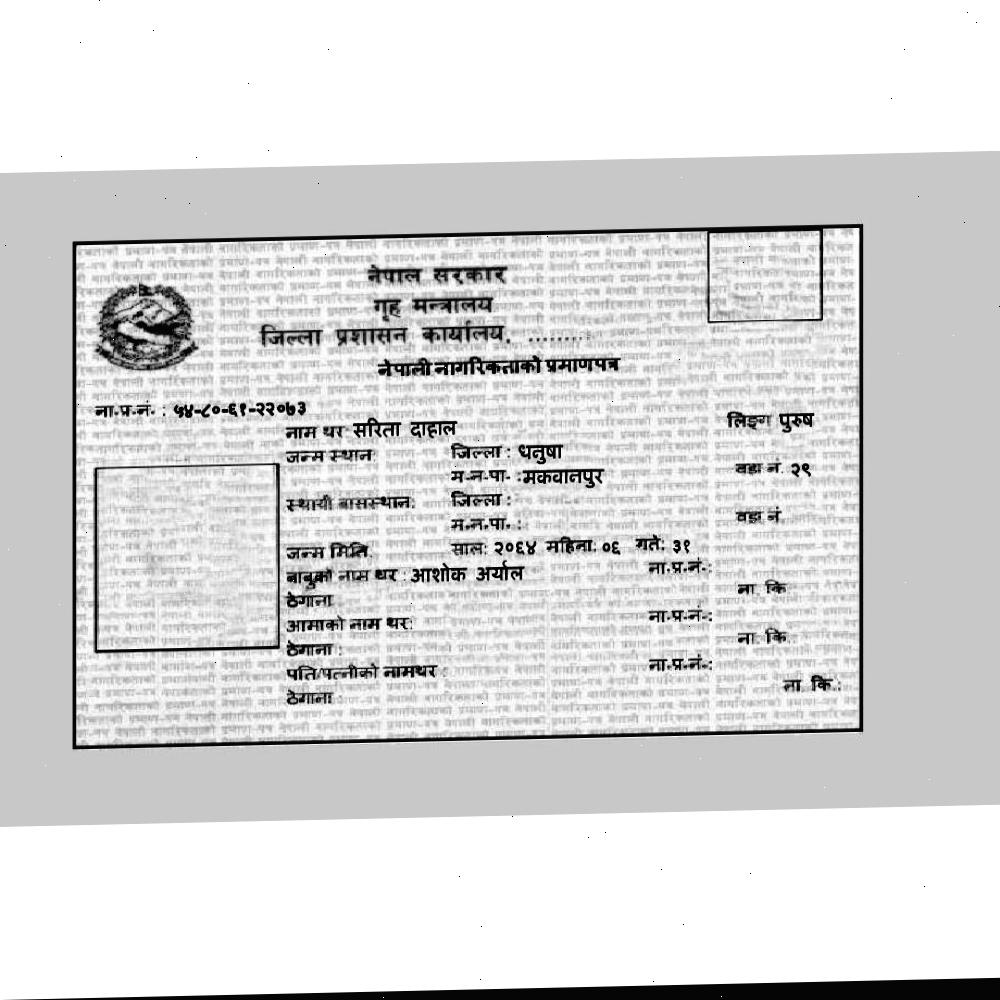 नेपाल सरकार
गृह मन्त्रालय
जिल्ला प्रशासन कार्यालय, .........
नेपाली नागरिकताको प्रमाणपत्र
ना.प्र.नं. : ५४-८०-६१-२२०७३
नाम थर सरिता दाहाल लिङ्ग पुरुष
जन्म स्थान: जिल्ला : धनुषा
म.न.पा. :मकवानपुर वडा नं. २९
स्थायी बासस्थान: जिल्ला :
म.न.पा. : वडा नं.
जन्म मिति: साल: २०६४ महिना: ०६ गते: ३१
बाबुको नाम थर : आशोक अर्याल ना.प्र.नं.:
ठेगाना ना. कि
आमाको नाम थर: ना.प्र.नं.:
ठेगाना : ना. कि.:
पति/पत्नीको नामथर : ना.प्र.नं.:
ठेगाना: ना. कि.: